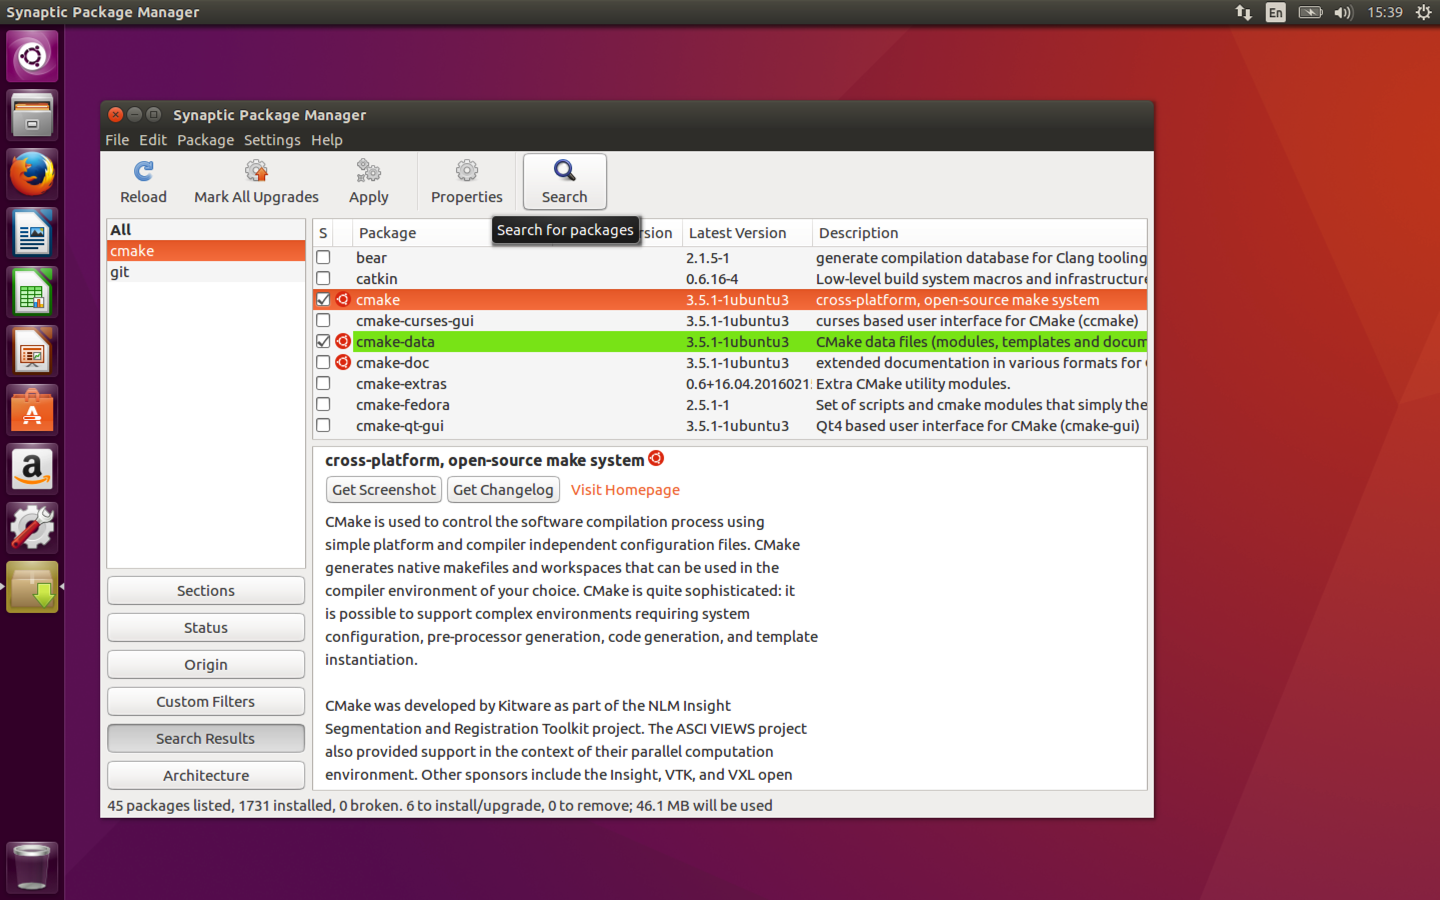 Synaptic Package Manager
En
15:39
Synaptic Package Manager
File Edit Package Settings Help
Reload Mark All Upgrades Apply Properties Search
Search for packages
All
cmake
git
S Package rsion Latest Version Description
bear 2.1.5-1 generate compilation database for Clang tooling
catkin 0.6.16-4 Low-level build system macros and infrastructure
cmake 3.5.1-1ubuntu3 cross-platform, open-source make system
cmake-curses-gui 3.5.1-1ubuntu3 curses based user interface for CMake (ccmake)
cmake-data 3.5.1-1ubuntu3 CMake data files (modules, templates and docum
cmake-doc 3.5.1-1ubuntu3 extended documentation in various formats for C
cmake-extras 0.6+16.04.2016021 Extra CMake utility modules.
cmake-fedora 2.5.1-1 Set of scripts and cmake modules that simply the
cmake-qt-gui 3.5.1-1ubuntu3 Qt4 based user interface for CMake (cmake-gui)
cross-platform, open-source make system
Get Screenshot Get Changelog Visit Homepage
CMake is used to control the software compilation process using
simple platform and compiler independent configuration files. CMake
generates native makefiles and workspaces that can be used in the
compiler environment of your choice. CMake is quite sophisticated: it
is possible to support complex environments requiring system
configuration, pre-processor generation, code generation, and template
instantiation.
CMake was developed by Kitware as part of the NLM Insight
Segmentation and Registration Toolkit project. The ASCI VIEWS project
also provided support in the context of their parallel computation
environment. Other sponsors include the Insight, VTK, and VXL open
Sections
Status
Origin
Custom Filters
Search Results
Architecture
45 packages listed, 1731 installed, 0 broken. 6 to install/upgrade, 0 to remove; 46.1 MB will be used